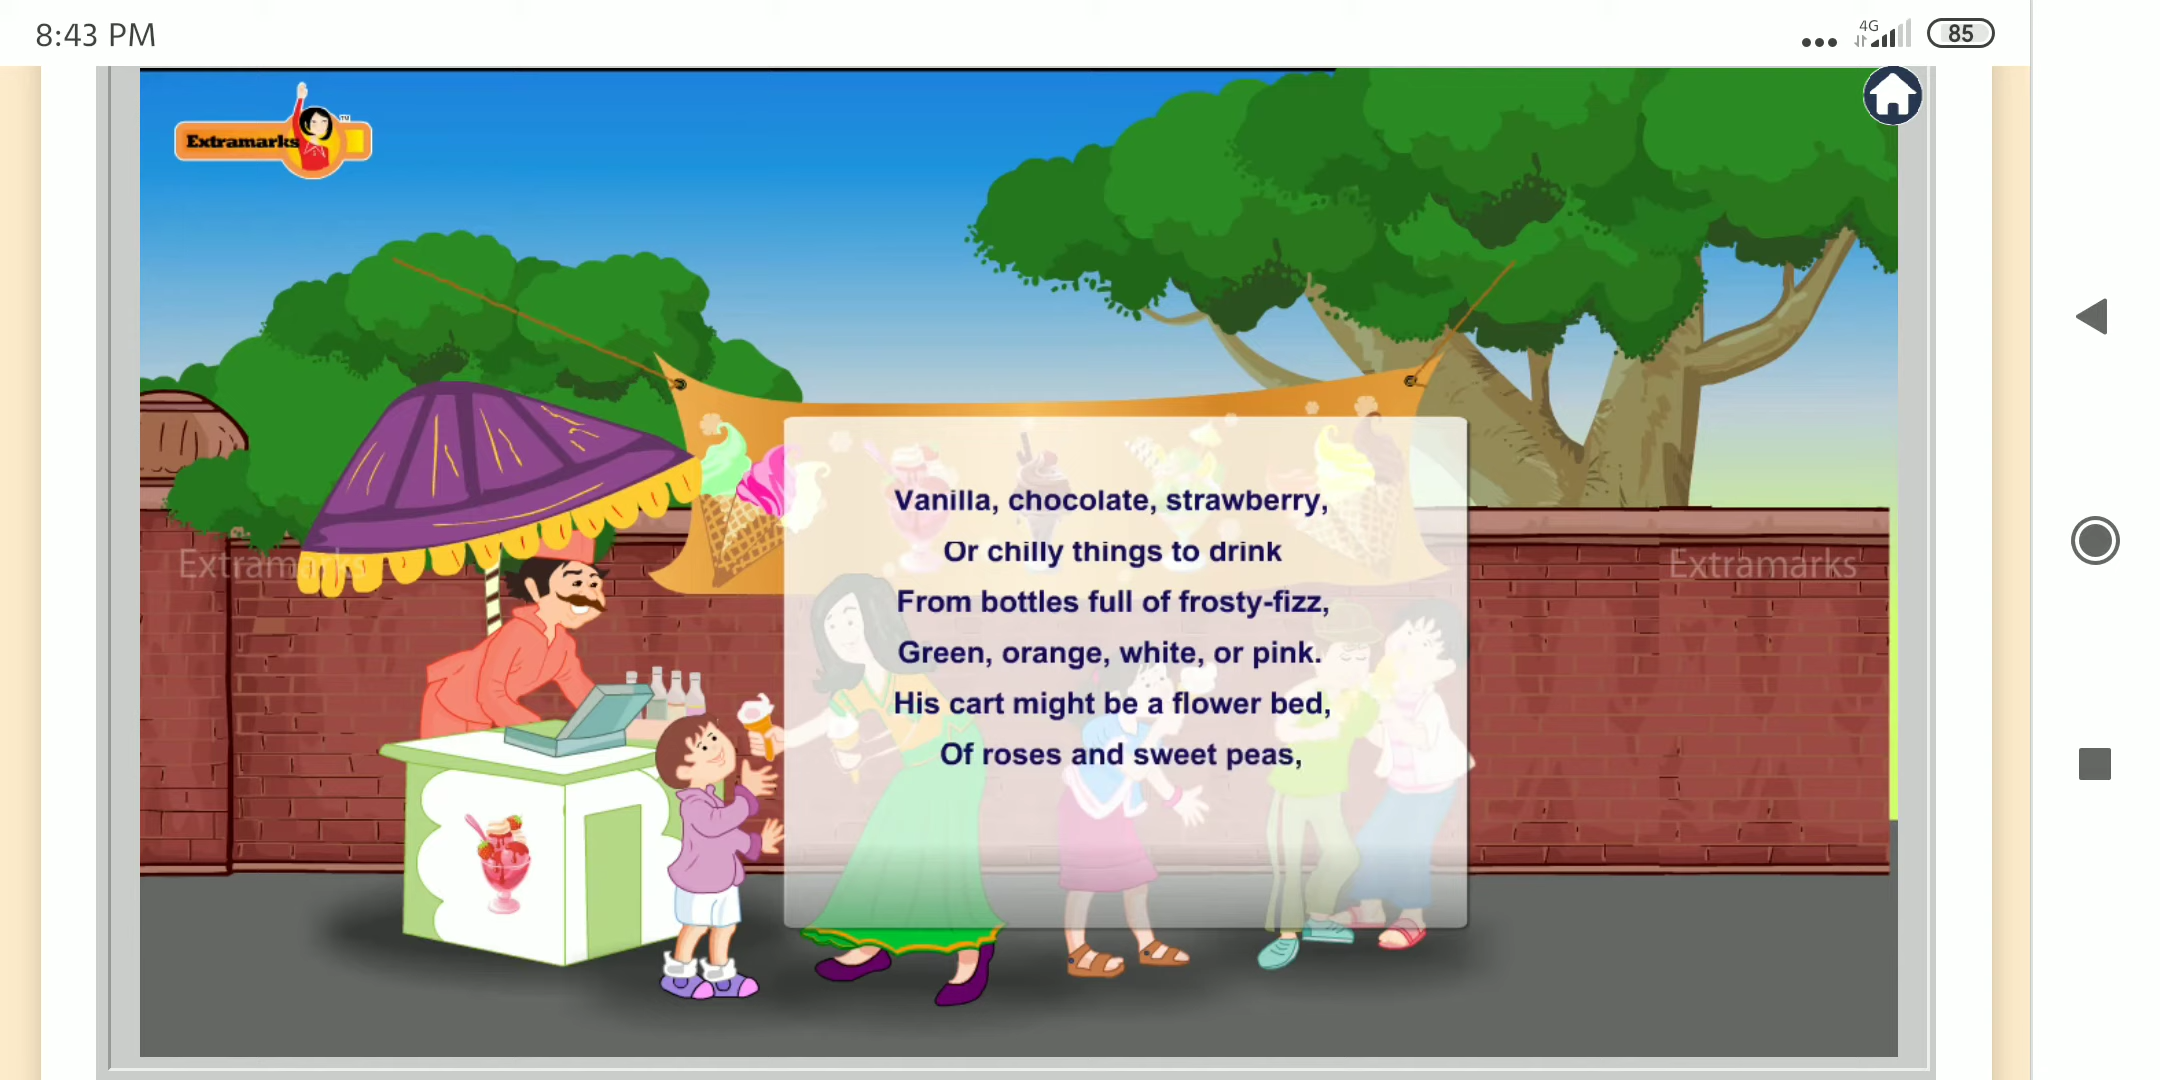 8:43 PM
4G
85
Extramarks
TM
Vanilla, chocolate, strawberry,
Or chilly things to drink
From bottles full of frosty-fizz,
Green, orange, white, or pink.
His cart might be a flower bed,
Of roses and sweet peas,
Extramarks
Extramarks